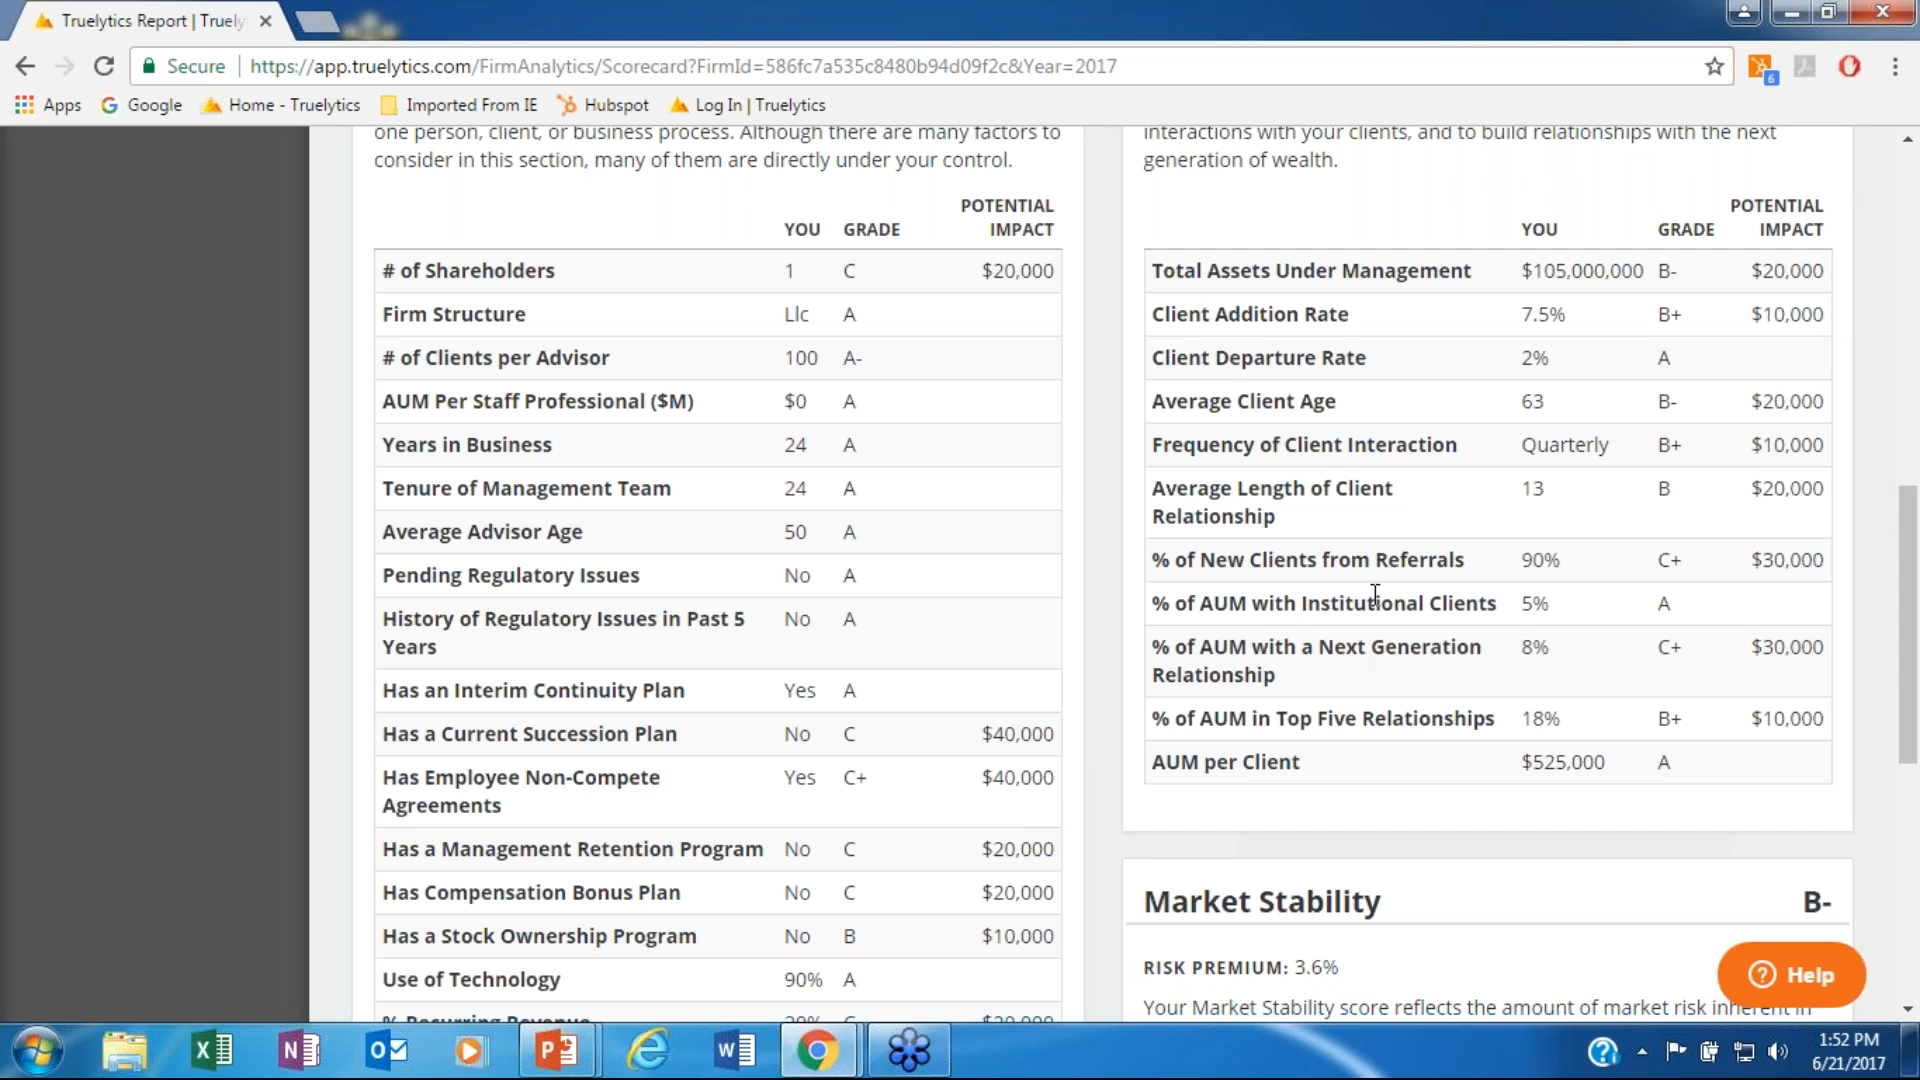 Truelytics Report | Truely
Secure
https://app.truelytics.com/FirmAnalytics/Scorecard?FirmId=586fc7a535c8480b94d09f2c&Year=2017
6
Apps Google Home - Truelytics Imported From IE Hubspot Log In | Truelytics
one person, client, or business process. Although there are many factors to
consider in this section, many of them are directly under your control.
YOU GRADE POTENTIAL IMPACT
# of Shareholders 1 C $20,000
Firm Structure Llc A
# of Clients per Advisor 100 A-
AUM Per Staff Professional ($M) $0 A
Years in Business 24 A
Tenure of Management Team 24 A
Average Advisor Age 50 A
Pending Regulatory Issues No A
History of Regulatory Issues in Past 5
Years No A
Has an Interim Continuity Plan Yes A
Has a Current Succession Plan No C $40,000
Has Employee Non-Compete
Agreements Yes C+ $40,000
Has a Management Retention Program No C $20,000
Has Compensation Bonus Plan No C $20,000
Has a Stock Ownership Program No B $10,000
Use of Technology 90% A
% Recurring Revenue
interactions with your clients, and to build relationships with the next
generation of wealth.
YOU GRADE POTENTIAL IMPACT
Total Assets Under Management $105,000,000 B- $20,000
Client Addition Rate 7.5% B+ $10,000
Client Departure Rate 2% A
Average Client Age 63 B- $20,000
Frequency of Client Interaction Quarterly B+ $10,000
Average Length of Client
Relationship 13 B $20,000
% of New Clients from Referrals 90% C+ $30,000
% of AUM with Institutional Clients 5% A
% of AUM with a Next Generation
Relationship 8% C+ $30,000
% of AUM in Top Five Relationships 18% B+ $10,000
AUM per Client $525,000 A
Market Stability B-
RISK PREMIUM: 3.6%
Your Market Stability score reflects the amount of market risk inherent in
Help
1:52 PM
6/21/2017